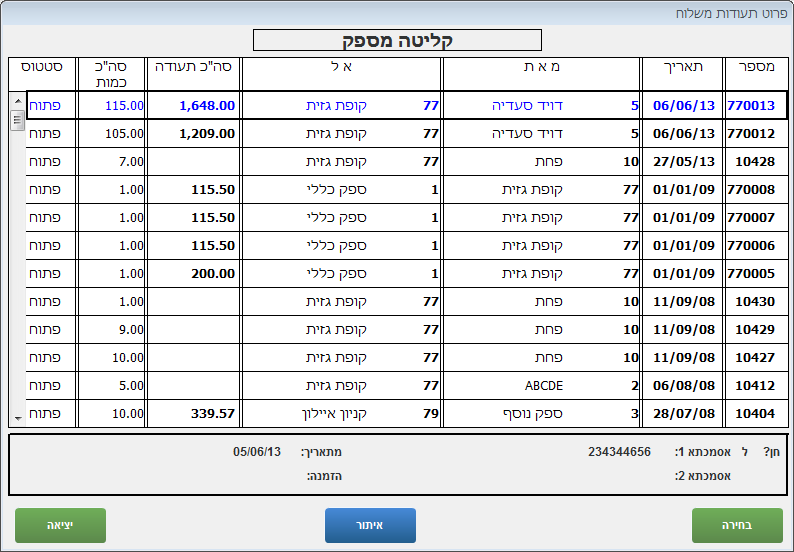 פרוט תעודות משלוח
קליטה מספק
מספר תאריך מ א ת א ל סה"כ תעודה סה"כ כמות סטטוס
770013 06/06/13 5 דויד סעדיה 77 קופת גזית 1,648.00 115.00 פתוח
770012 06/06/13 5 דויד סעדיה 77 קופת גזית 1,209.00 105.00 פתוח
10428 27/05/13 10 פחת 77 קופת גזית 7.00 פתוח
770008 01/01/09 77 קופת גזית 1 ספק כללי 115.50 1.00 פתוח
770007 01/01/09 77 קופת גזית 1 ספק כללי 115.50 1.00 פתוח
770006 01/01/09 77 קופת גזית 1 ספק כללי 115.50 1.00 פתוח
770005 01/01/09 77 קופת גזית 1 ספק כללי 200.00 1.00 פתוח
10430 11/09/08 10 פחת 77 קופת גזית 1.00 פתוח
10429 11/09/08 10 פחת 77 קופת גזית 9.00 פתוח
10427 11/09/08 10 פחת 77 קופת גזית 10.00 פתוח
10412 06/08/08 2 ABCDE 77 קופת גזית 5.00 פתוח
10404 28/07/08 3 ספק נוסף 79 קניון איילון 339.57 10.00 פתוח
חן? ל אסמכתא 1: 234344656 מתאריך: 05/06/13
אסמכתא 2: הזמנה:
בחירה איתור יציאה